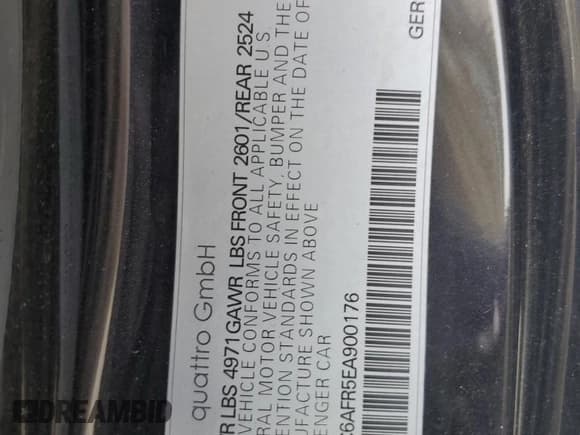 quattro GmbH
LBS 4971 GAWR LBS FRONT 2601/REAR 2524
VEHICLE CONFORMS TO ALL APPLICABLE U.S.
RAL MOTOR VEHICLE SAFETY, BUMPER AND THE
ENTION STANDARDS IN EFFECT ON THE DATE OF
UFACTURE SHOWN ABOVE
ENGER CAR
6AFR5EA900176
GER
DREAMBID